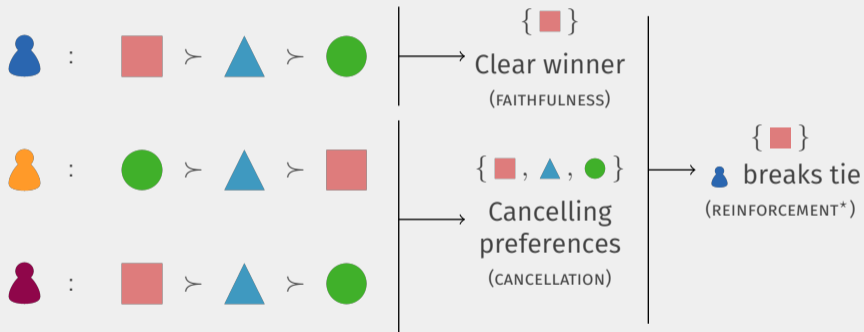 : ≻ ≻
{ }
Clear winner
(FAITHFULNESS)
: ≻ ≻
{ , , }
Cancelling
preferences
(CANCELLATION)
: ≻ ≻
{ }
breaks tie
(REINFORCEMENT*)